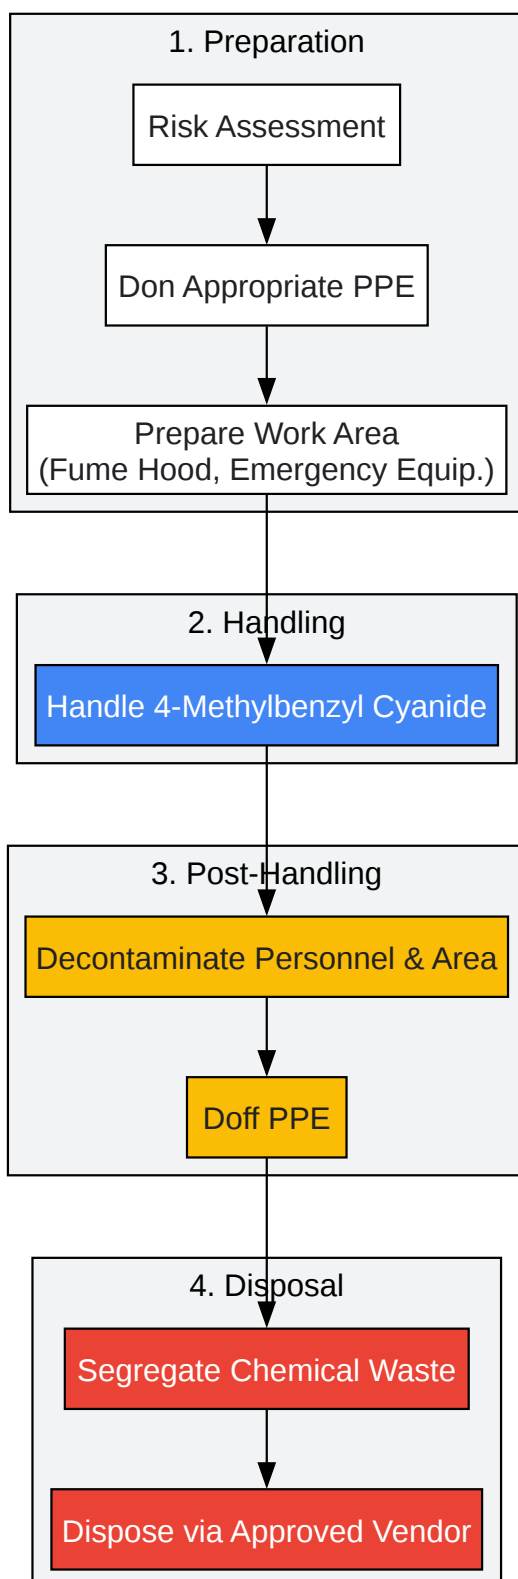 1. Preparation
Risk Assessment
Don Appropriate PPE
Prepare Work Area
(Fume Hood, Emergency Equip.)
2. Handling
Handle 4-Methylbenzyl Cyanide
3. Post-Handling
Decontaminate Personnel & Area
Doff PPE
4. Disposal
Segregate Chemical Waste
Dispose via Approved Vendor